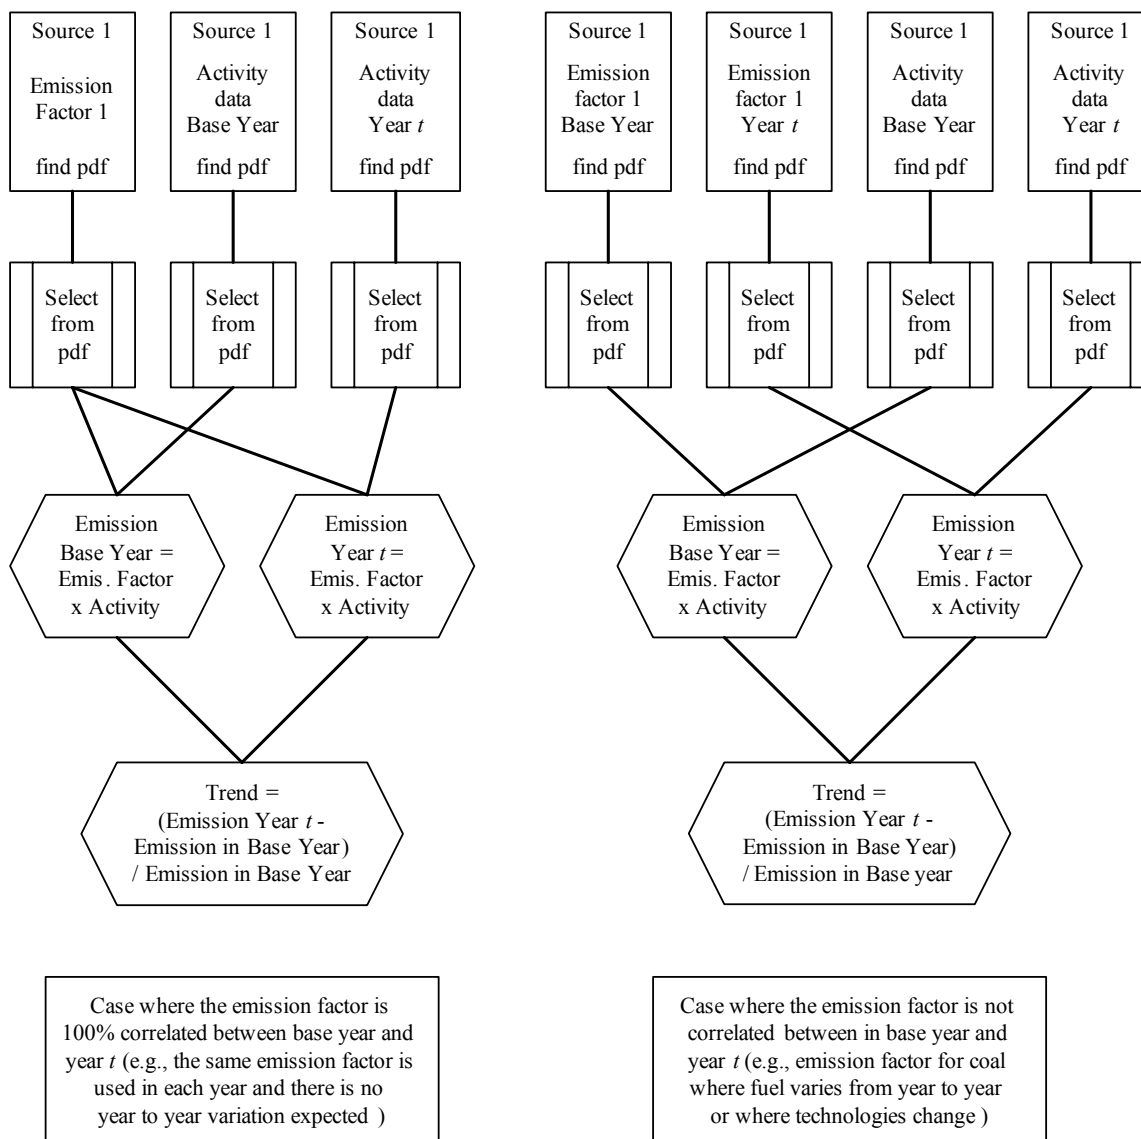 Source 1
Emission
Factor 1
find pdf
Source 1
Activity
data
Base Year
find pdf
Source 1
Activity
data
Year t
find pdf
Select
from
pdf
Select
from
pdf
Select
from
pdf
Emission
Base Year =
Emis. Factor
x Activity
Emission
Year t =
Emis. Factor
x Activity
Trend =
(Emission Year t -
Emission in Base Year)
/ Emission in Base Year
Case where the emission factor is
100% correlated between base year and
year t (e.g., the same emission factor is
used in each year and there is no
year to year variation expected )
Source 1
Emission
factor 1
Base Year
find pdf
Source 1
Emission
factor 1
Year t
find pdf
Source 1
Activity
data
Base Year
find pdf
Source 1
Activity
data
Year t
find pdf
Select
from
pdf
Select
from
pdf
Select
from
pdf
Select
from
pdf
Emission
Base Year =
Emis. Factor
x Activity
Emission
Year t =
Emis. Factor
x Activity
Trend =
(Emission Year t -
Emission in Base Year)
/ Emission in Base year
Case where the emission factor is not
correlated between in base year and
year t (e.g., emission factor for coal
where fuel varies from year to year
or where technologies change )